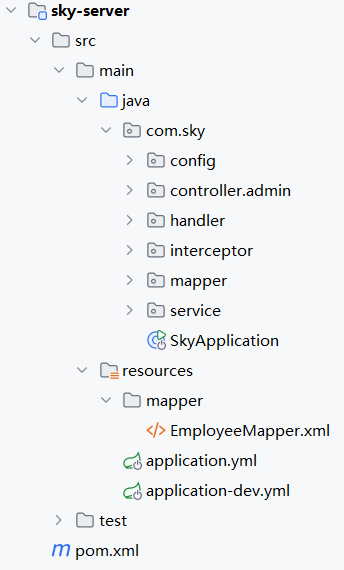 sky-server
src
main
java
com.sky
config
controller.admin
handler
interceptor
mapper
service
SkyApplication
resources
mapper
EmployeeMapper.xml
application.yml
application-dev.yml
test
pom.xml